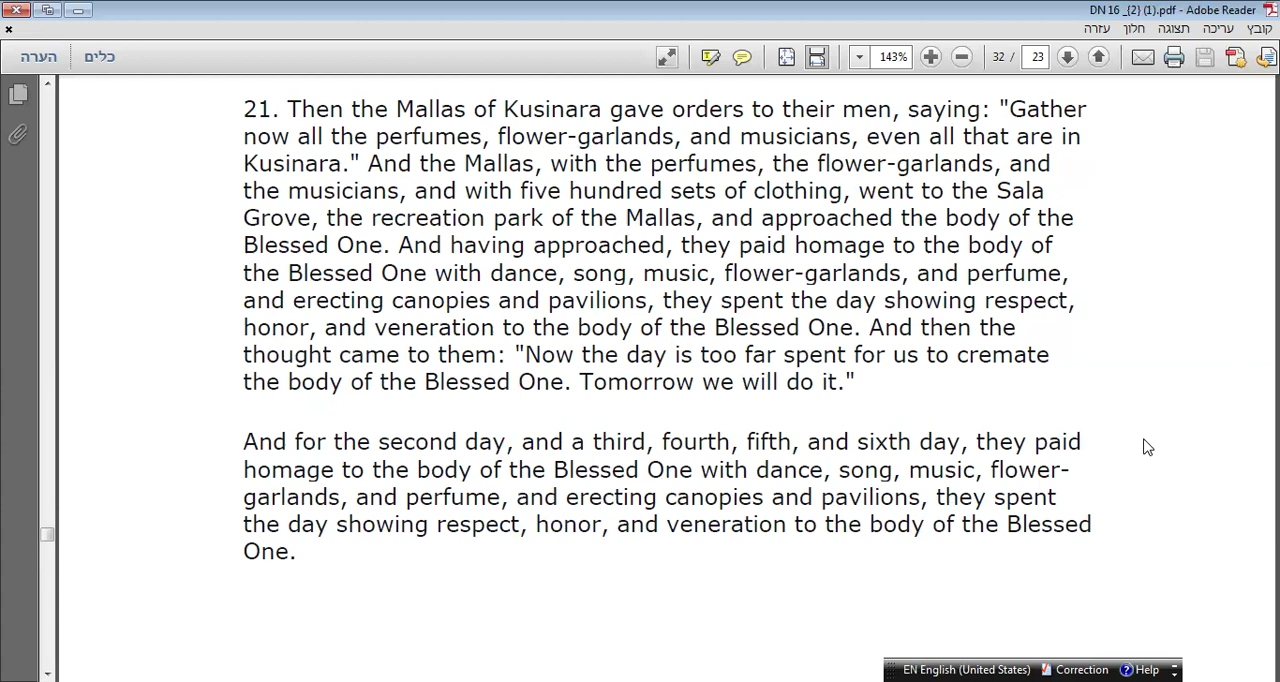 DN 16 _{2} (1).pdf - Adobe Reader
קובץ עריכה תצוגה חלון עזרה
הערה כלים 143% 32 / 23
21. Then the Mallas of Kusinara gave orders to their men, saying: "Gather
now all the perfumes, flower-garlands, and musicians, even all that are in
Kusinara." And the Mallas, with the perfumes, the flower-garlands, and
the musicians, and with five hundred sets of clothing, went to the Sala
Grove, the recreation park of the Mallas, and approached the body of the
Blessed One. And having approached, they paid homage to the body of
the Blessed One with dance, song, music, flower-garlands, and perfume,
and erecting canopies and pavilions, they spent the day showing respect,
honor, and veneration to the body of the Blessed One. And then the
thought came to them: "Now the day is too far spent for us to cremate
the body of the Blessed One. Tomorrow we will do it."
And for the second day, and a third, fourth, fifth, and sixth day, they paid
homage to the body of the Blessed One with dance, song, music, flower-
garlands, and perfume, and erecting canopies and pavilions, they spent
the day showing respect, honor, and veneration to the body of the Blessed
One.
EN English (United States) Correction Help